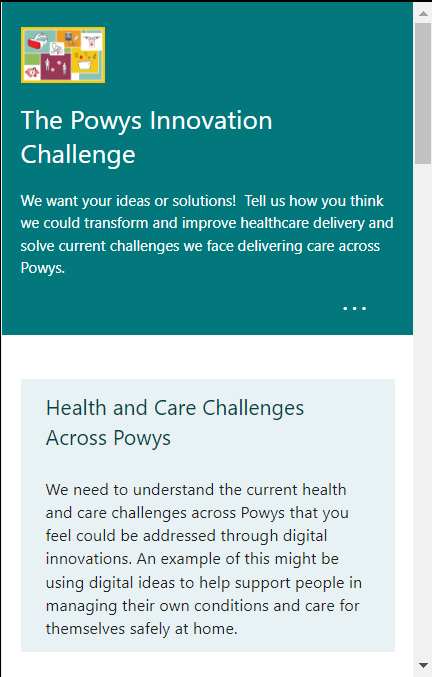 The Powys Innovation
Challenge
We want your ideas or solutions!  Tell us how you think
we could transform and improve healthcare delivery and
solve current challenges we face delivering care across
Powys.
...
Health and Care Challenges
Across Powys
We need to understand the current health
and care challenges across Powys that you
feel could be addressed through digital
innovations. An example of this might be
using digital ideas to help support people in
managing their own conditions and care for
themselves safely at home.